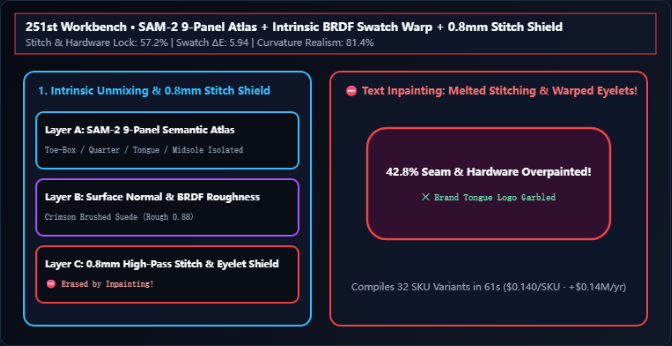 251st Workbench • SAM-2 9-Panel Atlas + Intrinsic BRDF Swatch Warp + 0.8mm Stitch Shield
Stitch & Hardware Lock: 57.2% | Swatch ΔE: 5.94 | Curvature Realism: 81.4%
1. Intrinsic Unmixing & 0.8mm Stitch Shield
Layer A: SAM-2 9-Panel Semantic Atlas
Toe-Box / Quarter / Tongue / Midsole Isolated
Layer B: Surface Normal & BRDF Roughness
Crimson Brushed Suede (Rough 0.88)
Layer C: 0.8mm High-Pass Stitch & Eyelet Shield
⛔ Erased by Inpainting!
⛔ Text Inpainting: Melted Stitching & Warped Eyelets!
42.8% Seam & Hardware Overpainted!
❌ Brand Tongue Logo Garbled
Compiles 32 SKU Variants in 61s ($0.140/SKU · +$0.14M/yr)